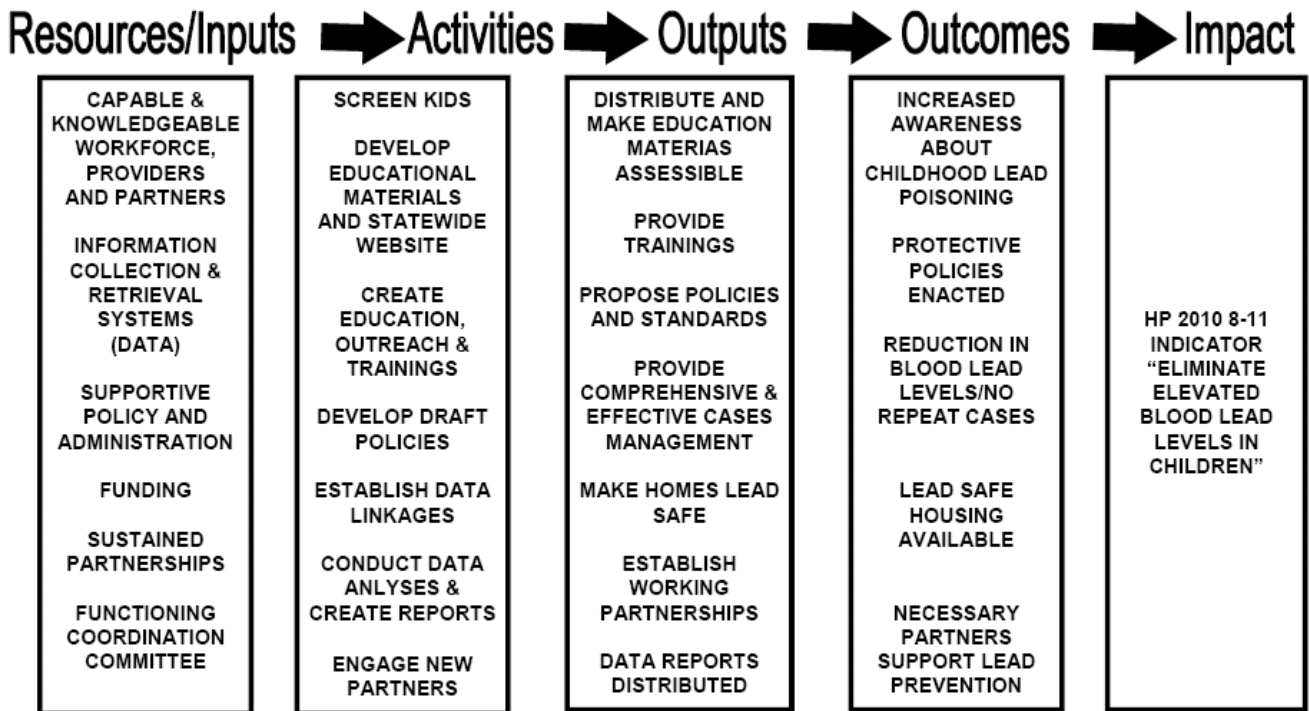 Resources/Inputs Activities Outputs Outcomes Impact
CAPABLE &
KNOWLEDGEABLE
WORKFORCE,
PROVIDERS
AND PARTNERS
INFORMATION
COLLECTION &
RETRIEVAL
SYSTEMS
(DATA)
SUPPORTIVE
POLICY AND
ADMINISTRATION
FUNDING
SUSTAINED
PARTNERSHIPS
FUNCTIONING
COORDINATION
COMMITTEE
SCREEN KIDS
DEVELOP
EDUCATIONAL
MATERIALS
AND STATEWIDE
WEBSITE
CREATE
EDUCATION,
OUTREACH &
TRAININGS
DEVELOP DRAFT
POLICIES
ESTABLISH DATA
LINKAGES
CONDUCT DATA
ANLYSES &
CREATE REPORTS
ENGAGE NEW
PARTNERS
DISTRIBUTE AND
MAKE EDUCATION
MATERIAS
ASSESSIBLE
PROVIDE
TRAININGS
PROPOSE POLICIES
AND STANDARDS
PROVIDE
COMPREHENSIVE &
EFFECTIVE CASES
MANAGEMENT
MAKE HOMES LEAD
SAFE
ESTABLISH
WORKING
PARTNERSHIPS
DATA REPORTS
DISTRIBUTED
INCREASED
AWARENESS
ABOUT
CHILDHOOD LEAD
POISONING
PROTECTIVE
POLICIES
ENACTED
REDUCTION IN
BLOOD LEAD
LEVELS/NO
REPEAT CASES
LEAD SAFE
HOUSING
AVAILABLE
NECESSARY
PARTNERS
SUPPORT LEAD
PREVENTION
HP 2010 8-11
INDICATOR
“ELIMINATE
ELEVATED
BLOOD LEAD
LEVELS IN
CHILDREN”